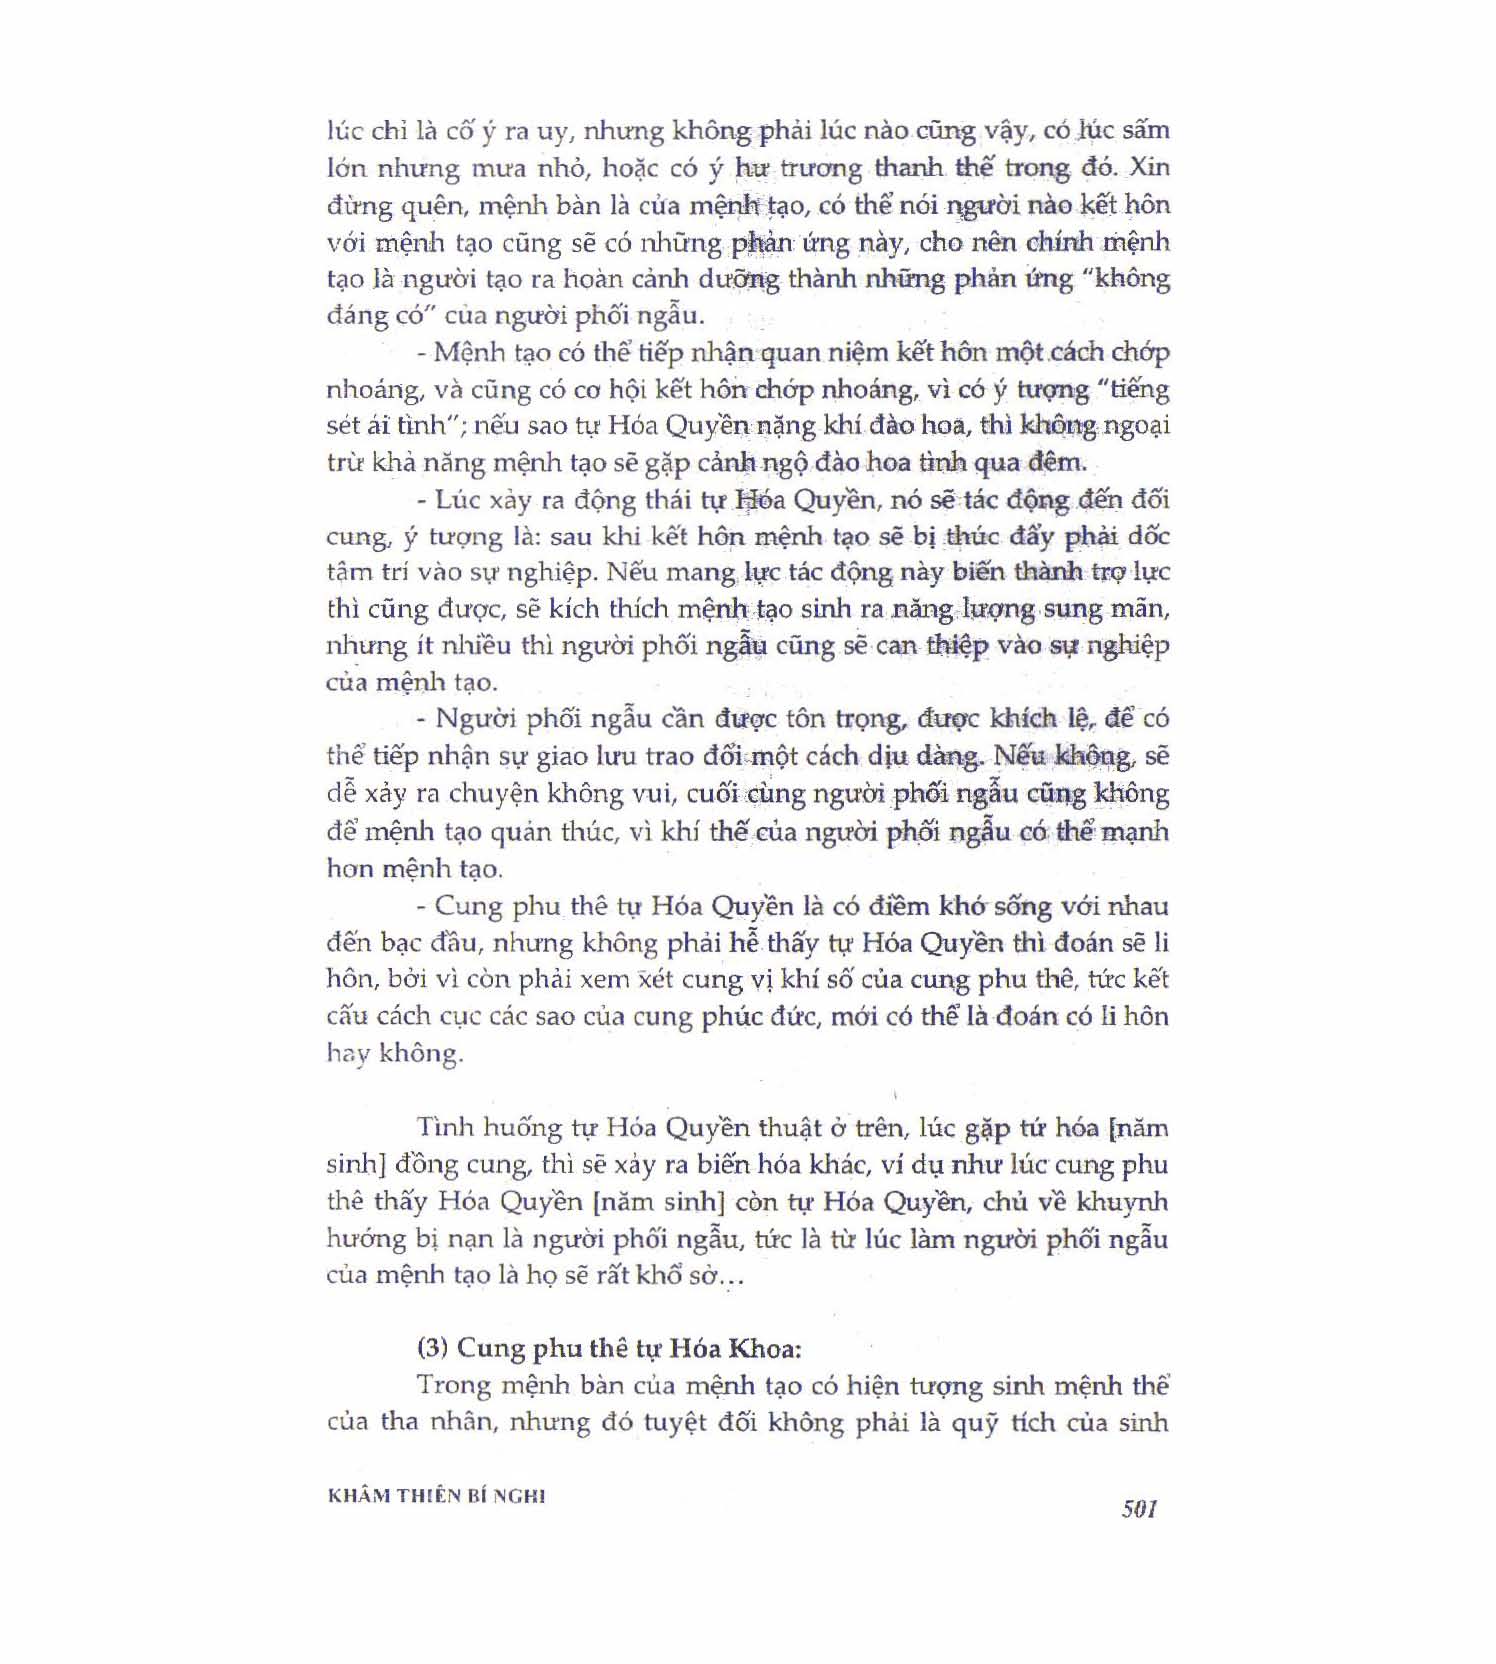 lúc chỉ là cố ý ra uy, nhưng không phải lúc nào cũng vậy, có lúc sấm
lớn nhưng mưa nhỏ, hoặc có ý hư trương thanh thế trong đó. Xin
đừng quên, mệnh bàn là của mệnh tạo, có thể nói người nào kết hôn
với mệnh tạo cũng sẽ có những phản ứng này, cho nên chính mệnh
tạo là người tạo ra hoàn cảnh dưỡng thành những phản ứng "không
đáng có" của người phối ngẫu.
- Mệnh tạo có thể tiếp nhận quan niệm kết hôn một cách chớp
nhoáng, và cũng có cơ hội kết hôn chớp nhoáng, vì có ý tượng "tiếng
sét ái tình"; nếu sao tự Hóa Quyền nặng khí đào hoa, thì không ngoại
trừ khả năng mệnh tạo sẽ gặp cảnh ngộ đào hoa tình qua đêm.
- Lúc xảy ra động thái tự Hóa Quyền, nó sẽ tác động đến đối
cung, ý tượng là: sau khi kết hôn mệnh tạo sẽ bị thúc đẩy phải dốc
tâm trí vào sự nghiệp. Nếu mang lực tác động này biến thành trợ lực
thì cũng được, sẽ kích thích mệnh tạo sinh ra năng lượng sung mãn,
nhưng ít nhiều thì người phối ngẫu cũng sẽ can thiệp vào sự nghiệp
của mệnh tạo.
- Người phối ngẫu cần được tôn trọng, được khích lệ, để có
thể tiếp nhận sự giao lưu trao đổi một cách dịu dàng. Nếu không, sẽ
dễ xảy ra chuyện không vui, cuối cùng người phối ngẫu cũng không
để mệnh tạo quản thúc, vì khí thế của người phối ngẫu có thể mạnh
hơn mệnh tạo.
- Cung phu thê tự Hóa Quyền là có điềm khó sống với nhau
đến bạc đầu, nhưng không phải hễ thấy tự Hóa Quyền thì đoán sẽ li
hôn, bởi vì còn phải xem xét cung vị khí số của cung phu thê, tức kết
cấu cách cục các sao của cung phúc đức, mới có thể là đoán có li hôn
hay không.
Tình huống tự Hóa Quyền thuật ở trên, lúc gặp tứ hóa [năm
sinh] đồng cung, thì sẽ xảy ra biến hóa khác, ví dụ như lúc cung phu
thê thấy Hóa Quyền [năm sinh] còn tự Hóa Quyền, chủ về khuynh
hướng bị nạn là người phối ngẫu, tức là từ lúc làm người phối ngẫu
của mệnh tạo là họ sẽ rất khổ sở...
(3) Cung phu thê tự Hóa Khoa:
Trong mệnh bàn của mệnh tạo có hiện tượng sinh mệnh thể
của tha nhân, nhưng đó tuyệt đối không phải là quỹ tích của sinh
KHÂM THIÊN BÍ NGHI
501